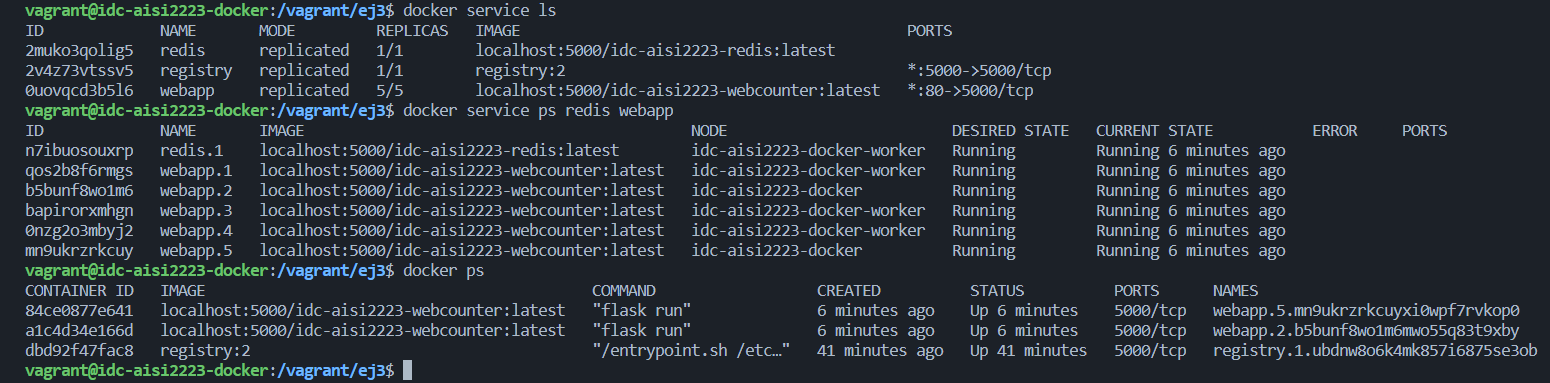 vagrant@idc-aisi2223-docker:/vagrant/ej3$ docker service ls
ID NAME MODE REPLICAS IMAGE PORTS
2muko3qolig5 redis replicated 1/1 localhost:5000/idc-aisi2223-redis:latest
2v4z73vtssv5 registry replicated 1/1 registry:2 *:5000->5000/tcp
0uovqcd3b5l6 webapp replicated 5/5 localhost:5000/idc-aisi2223-webcounter:latest *:80->5000/tcp
vagrant@idc-aisi2223-docker:/vagrant/ej3$ docker service ps redis webapp
ID NAME IMAGE NODE DESIRED STATE CURRENT STATE ERROR PORTS
n7ibuosouxrp redis.1 localhost:5000/idc-aisi2223-redis:latest idc-aisi2223-docker-worker Running Running 6 minutes ago
qos2b8f6rmgs webapp.1 localhost:5000/idc-aisi2223-webcounter:latest idc-aisi2223-docker-worker Running Running 6 minutes ago
b5bunf8wo1m6 webapp.2 localhost:5000/idc-aisi2223-webcounter:latest idc-aisi2223-docker Running Running 6 minutes ago
bapirorxmhgn webapp.3 localhost:5000/idc-aisi2223-webcounter:latest idc-aisi2223-docker-worker Running Running 6 minutes ago
0nzg2o3mbyj2 webapp.4 localhost:5000/idc-aisi2223-webcounter:latest idc-aisi2223-docker-worker Running Running 6 minutes ago
mn9ukrzrkcuy webapp.5 localhost:5000/idc-aisi2223-webcounter:latest idc-aisi2223-docker Running Running 6 minutes ago
vagrant@idc-aisi2223-docker:/vagrant/ej3$ docker ps
CONTAINER ID IMAGE COMMAND CREATED STATUS PORTS NAMES
84ce0877e641 localhost:5000/idc-aisi2223-webcounter:latest "flask run" 6 minutes ago Up 6 minutes 5000/tcp webapp.5.mn9ukrzrkcuyxi0wpf7rvkop0
a1c4d34e166d localhost:5000/idc-aisi2223-webcounter:latest "flask run" 6 minutes ago Up 6 minutes 5000/tcp webapp.2.b5bunf8wo1m6mwo55q83t9xby
dbd92f47fac8 registry:2 "/entrypoint.sh /etc…" 41 minutes ago Up 41 minutes 5000/tcp registry.1.ubdnw8o6k4mk857i6875se3ob
vagrant@idc-aisi2223-docker:/vagrant/ej3$